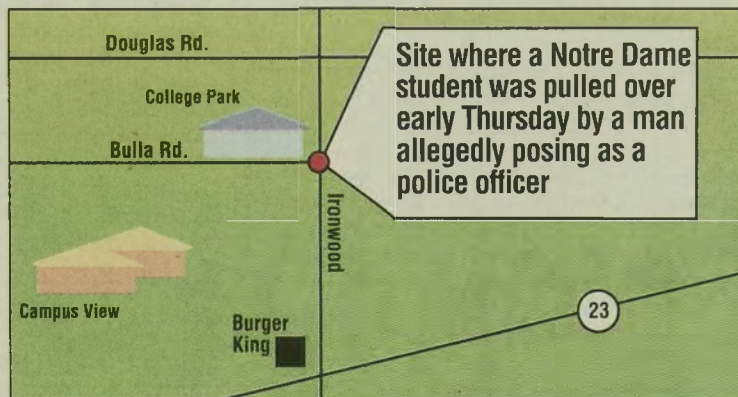 Douglas Rd.
College Park
Bulla Rd.
Site where a Notre Dame
student was pulled over
early Thursday by a man
allegedly posing as a
police officer
Ironwood
Campus View
Burger
King
23